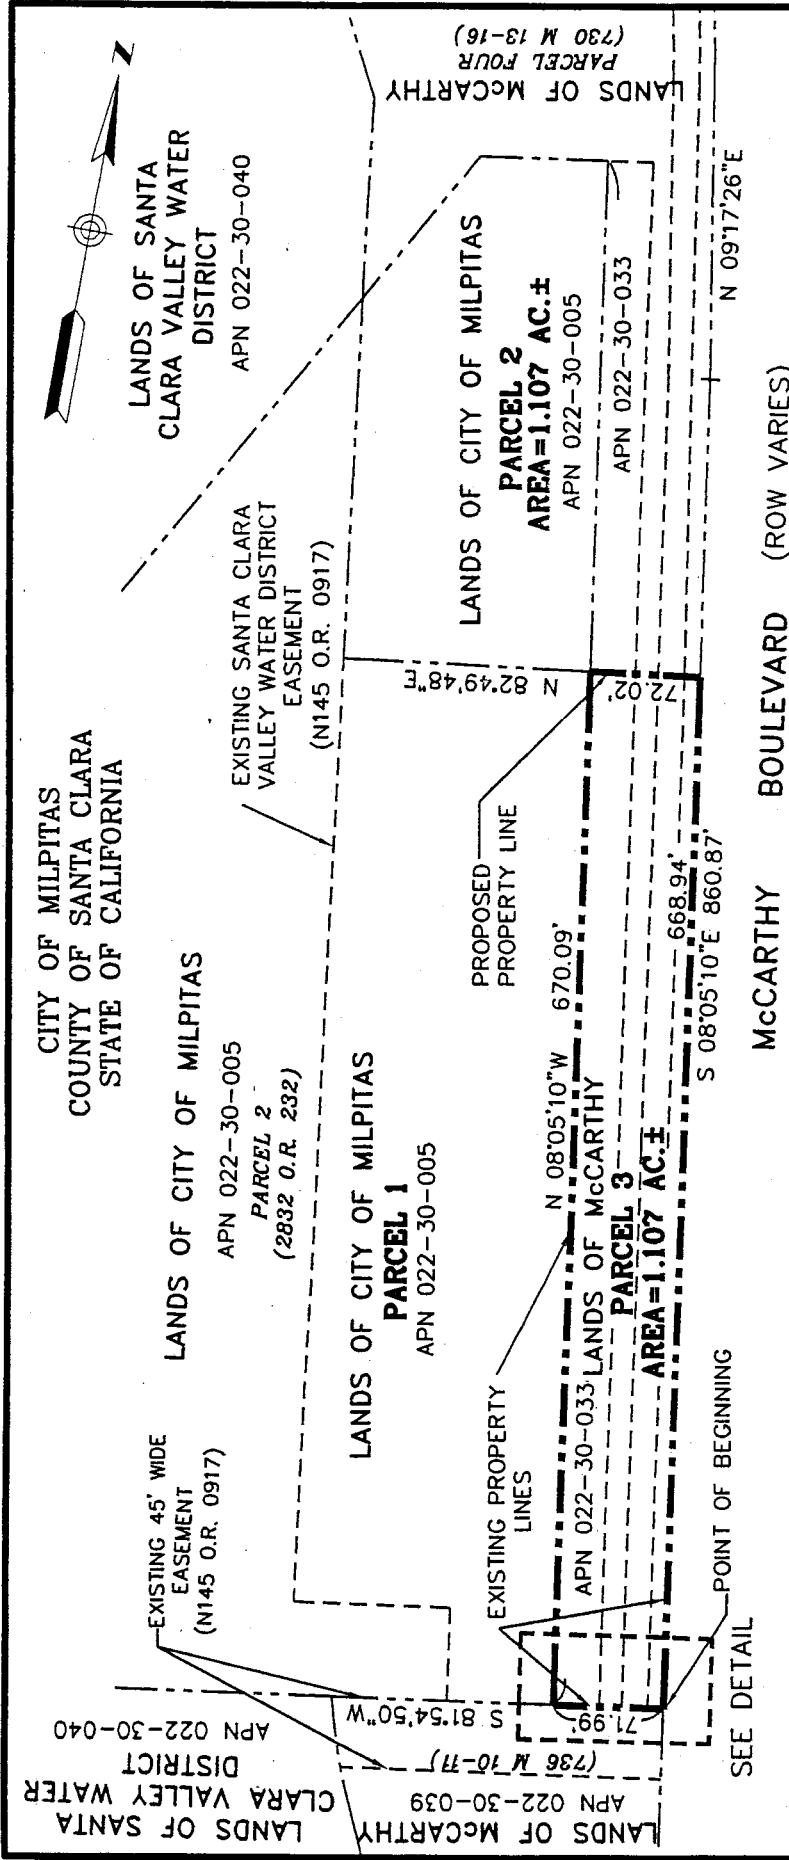 CITY OF MILPITAS
COUNTY OF SANTA CLARA
STATE OF CALIFORNIA
N
LANDS OF SANTA
CLARA VALLEY WATER
DISTRICT
APN 022-30-040
LANDS OF McCARTHY
PARCEL FOUR
(730 M 13-16)
LANDS OF SANTA
CLARA VALLEY WATER
DISTRICT
APN 022-30-040
EXISTING 45' WIDE
EASEMENT
(N145 O.R. 0917)
LANDS OF CITY OF MILPITAS
APN 022-30-005
PARCEL 2
(2832 O.R. 232)
EXISTING SANTA CLARA
VALLEY WATER DISTRICT
EASEMENT
(N145 O.R. 0917)
LANDS OF CITY OF MILPITAS
PARCEL 1
APN 022-30-005
N 82°49'48"E
LANDS OF CITY OF MILPITAS
PARCEL 2
AREA=1.107 AC.±
APN 022-30-005
APN 022-30-033
S 81°54'50"W
EXISTING PROPERTY
LINES
PROPOSED
PROPERTY LINE
N 08°05'10"W 670.09'
72.02'
LANDS OF McCARTHY
APN 022-30-039
(736 M 10-11)
71.99'
APN 022-30-033
LANDS OF McCARTHY
PARCEL 3
AREA=1.107 AC.±
668.94'
S 08°05'10"E 860.87'
N 09°17'26"E
SEE DETAIL
POINT OF BEGINNING
McCARTHY BOULEVARD (ROW VARIES)